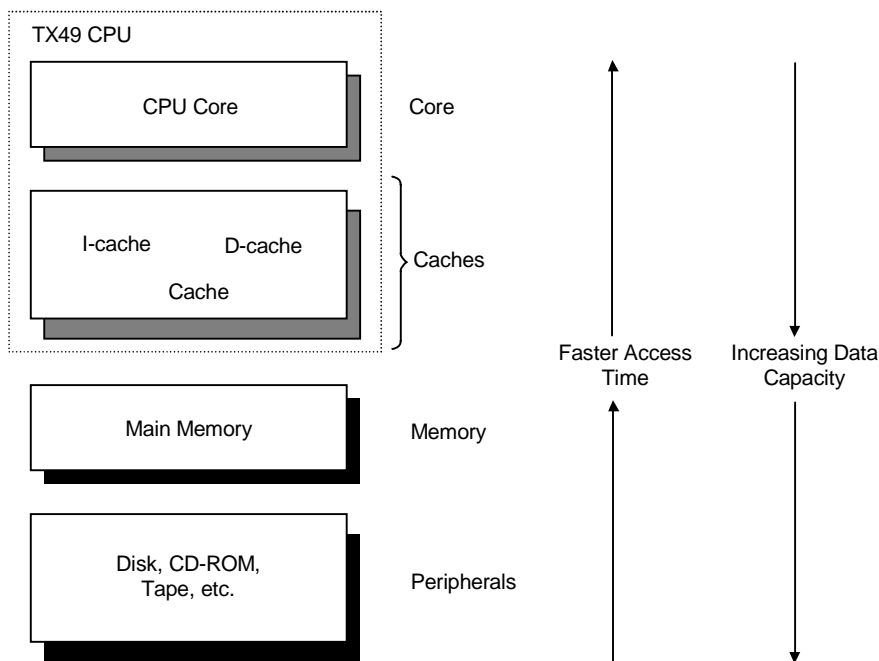 TX49 CPU
CPU Core
Core
I-cache
D-cache
Cache
Caches
Faster Access
Time
Increasing Data
Capacity
Main Memory
Memory
Disk, CD-ROM,
Tape, etc.
Peripherals